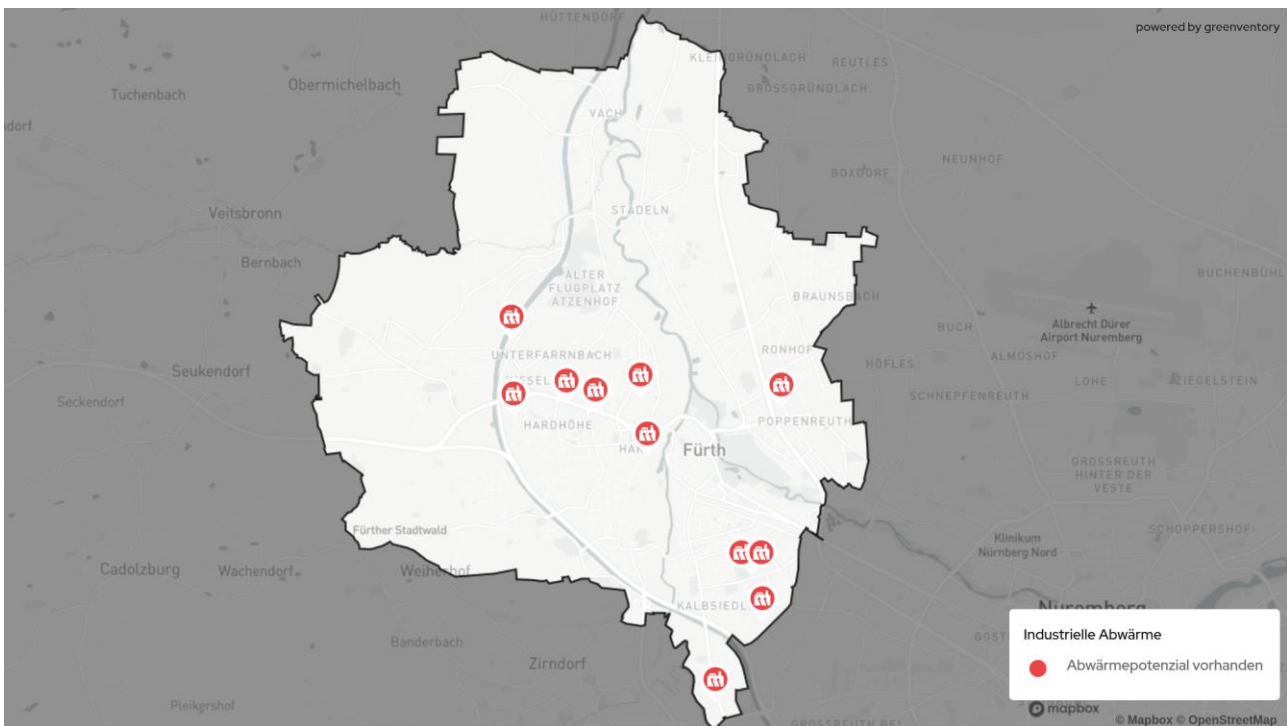 HÜTTENDORF
powered by greenventory
Obermichelbach
Tuchenbach
KLEINGRÜNDLACH
REUTLES
GROSSGRÜNDLACH
VACH
NEUNHOF
BOXDORF
Veitsbronn
STADELN
Bernbach
ALTER
FLUGPLATZ
ATZENHOF
BUCHENBÜHL
BRAUNSBACH
Albrecht Dürer
Airport Nuremberg
BUCH
UNTERFARRNBACH
RONHOF
HÖFLES
ALMOSHOF
Seukendorf
LOHE
ZIEGELSTEIN
Seckendorf
SCHNEPFENREUTH
HARDHÖHE
POPPENREUTH
Fürth
GROSSREUTH
HINTER DER
VESTE
Fürther Stadtwald
SCHOPPERSHOF
Klinikum
Nürnberg Nord
Cadolzburg
Wachendorf
Weiherhof
KALBSIEDL
Nuremberg
Banderbach
Zirndorf
Industrielle Abwärme
Abwärmepotenzial vorhanden
Pleikershof
mapbox
© Mapbox © OpenStreetMap
GROSSREUTH BEI